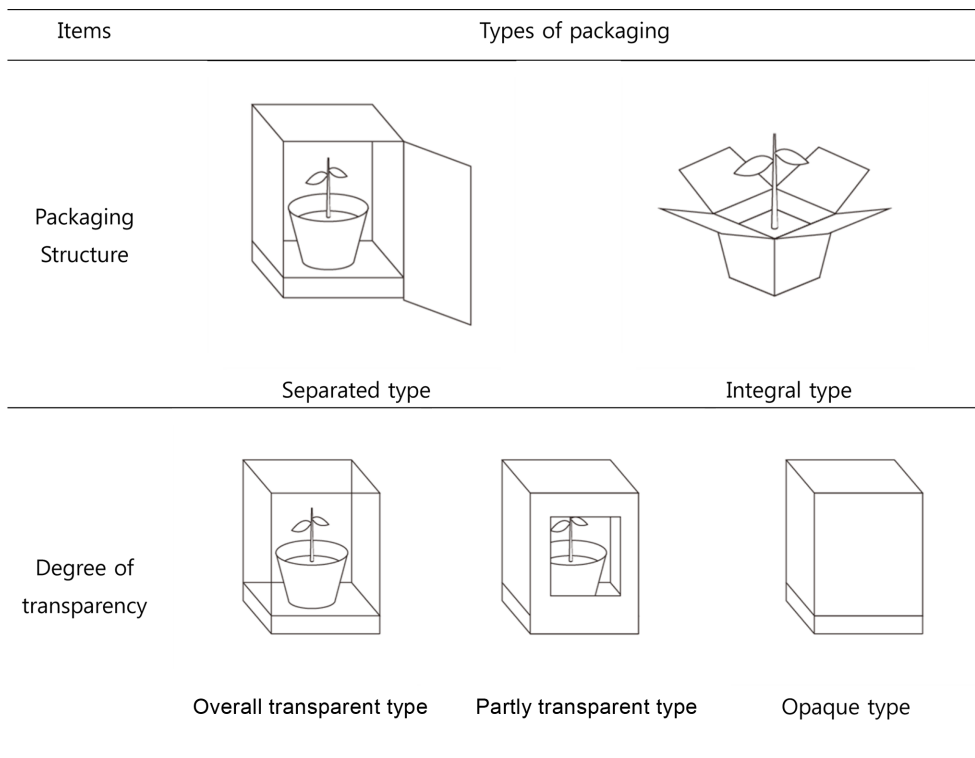 Items
Types of packaging
Packaging
Structure
Separated type
Integral type
Degree of
transparency
Overall transparent type
Partly transparent type
Opaque type